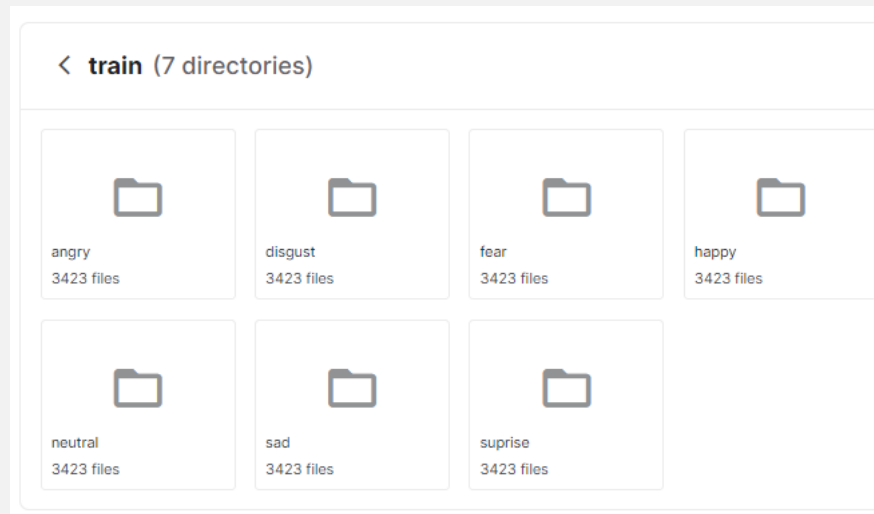 train (7 directories)
angry
3423 files
disgust
3423 files
fear
3423 files
happy
3423 files
neutral
3423 files
sad
3423 files
suprise
3423 files